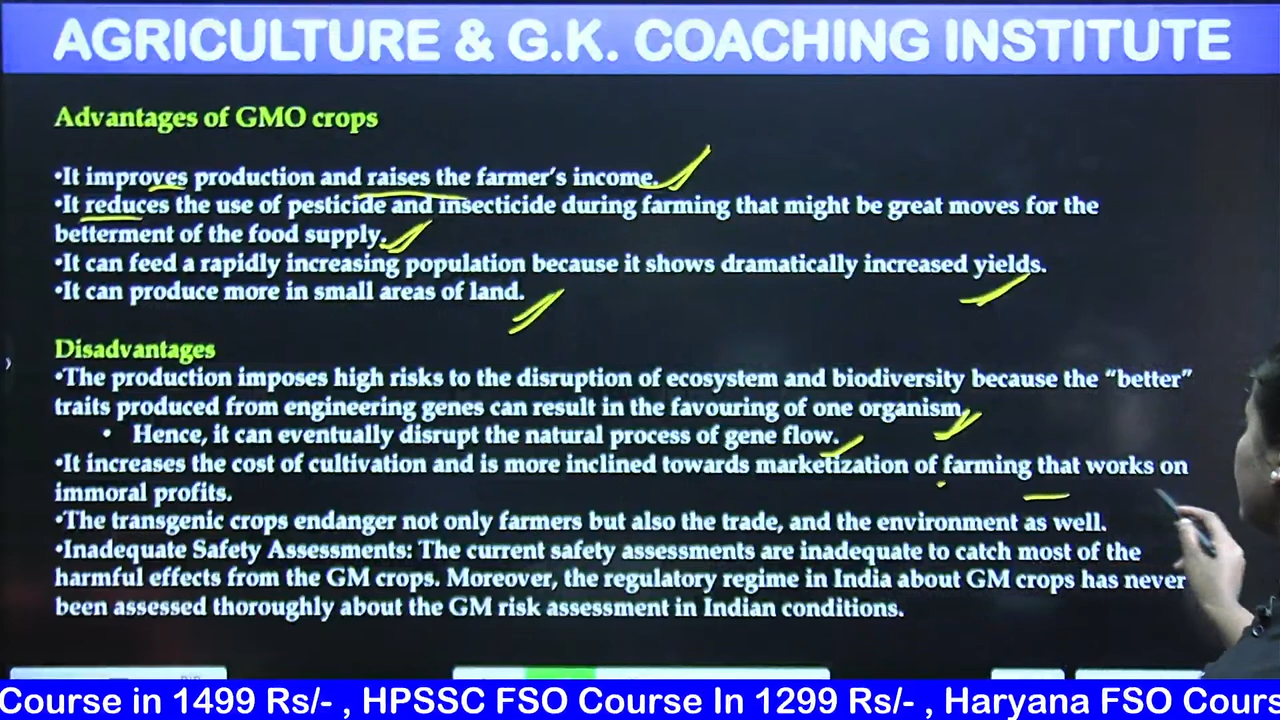 AGRICULTURE & G.K. COACHING INSTITUTE
Advantages of GMO crops
•It improves production and raises the farmer's income.
•It reduces the use of pesticide and insecticide during farming that might be great moves for the
betterment of the food supply.
•It can feed a rapidly increasing population because it shows dramatically increased yields.
•It can produce more in small areas of land.
Disadvantages
•The production imposes high risks to the disruption of ecosystem and biodiversity because the “better”
traits produced from engineering genes can result in the favouring of one organism.
• Hence, it can eventually disrupt the natural process of gene flow.
•It increases the cost of cultivation and is more inclined towards marketization of farming that works on
immoral profits.
•The transgenic crops endanger not only farmers but also the trade, and the environment as well.
•Inadequate Safety Assessments: The current safety assessments are inadequate to catch most of the
harmful effects from the GM crops. Moreover, the regulatory regime in India about GM crops has never
been assessed thoroughly about the GM risk assessment in Indian conditions.
Course in 1499 Rs/- , HPSSC FSO Course In 1299 Rs/- , Haryana FSO Cours